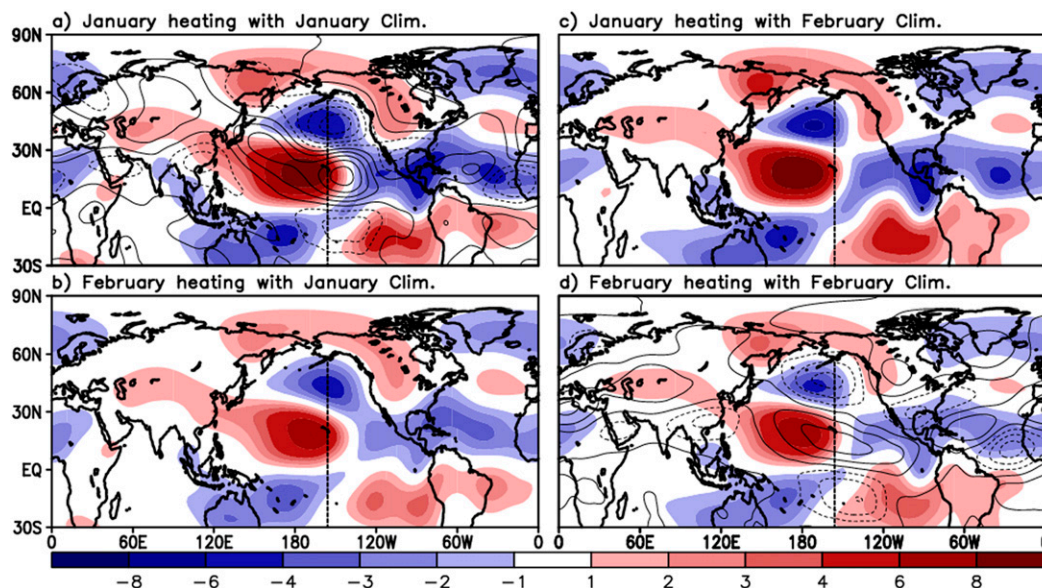 a) January heating with January Clim.
c) January heating with February Clim.
90N
60N
30N
EQ
30S
b) February heating with January Clim.
d) February heating with February Clim.
90N
60N
30N
EQ
30S
0 60E 120E 180 120W 60W 0
0 60E 120E 180 120W 60W 0
-8 -6 -4 -3 -2 -1 1 2 3 4 6 8